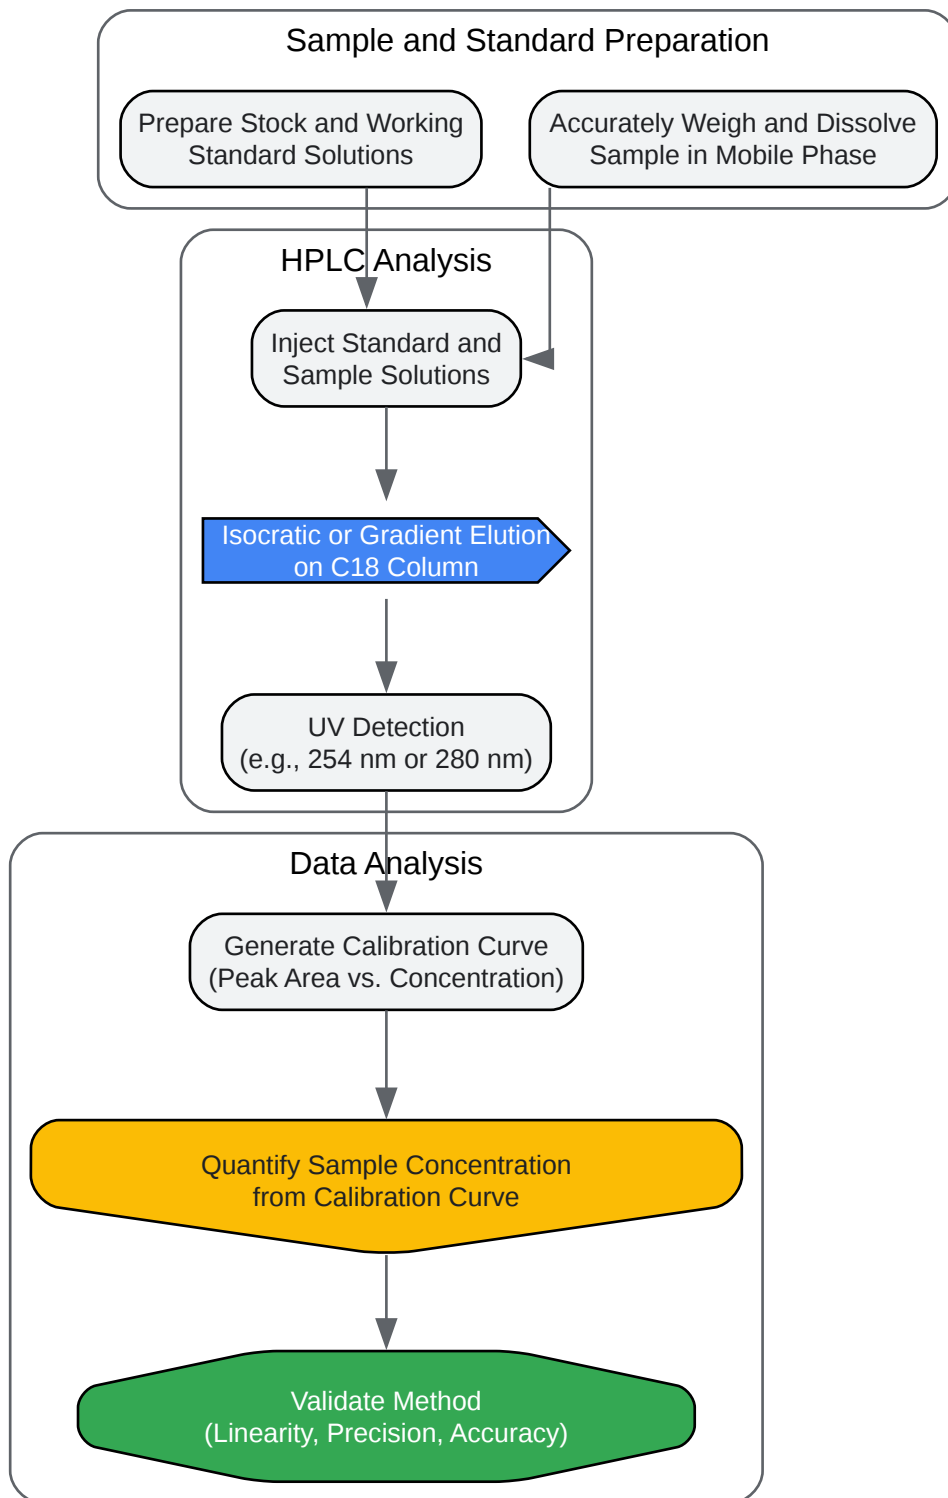 Sample and Standard Preparation
Prepare Stock and Working
Standard Solutions
Accurately Weigh and Dissolve
Sample in Mobile Phase
HPLC Analysis
Inject Standard and
Sample Solutions
Isocratic or Gradient Elution
on C18 Column
UV Detection
(e.g., 254 nm or 280 nm)
Data Analysis
Generate Calibration Curve
(Peak Area vs. Concentration)
Quantify Sample Concentration
from Calibration Curve
Validate Method
(Linearity, Precision, Accuracy)